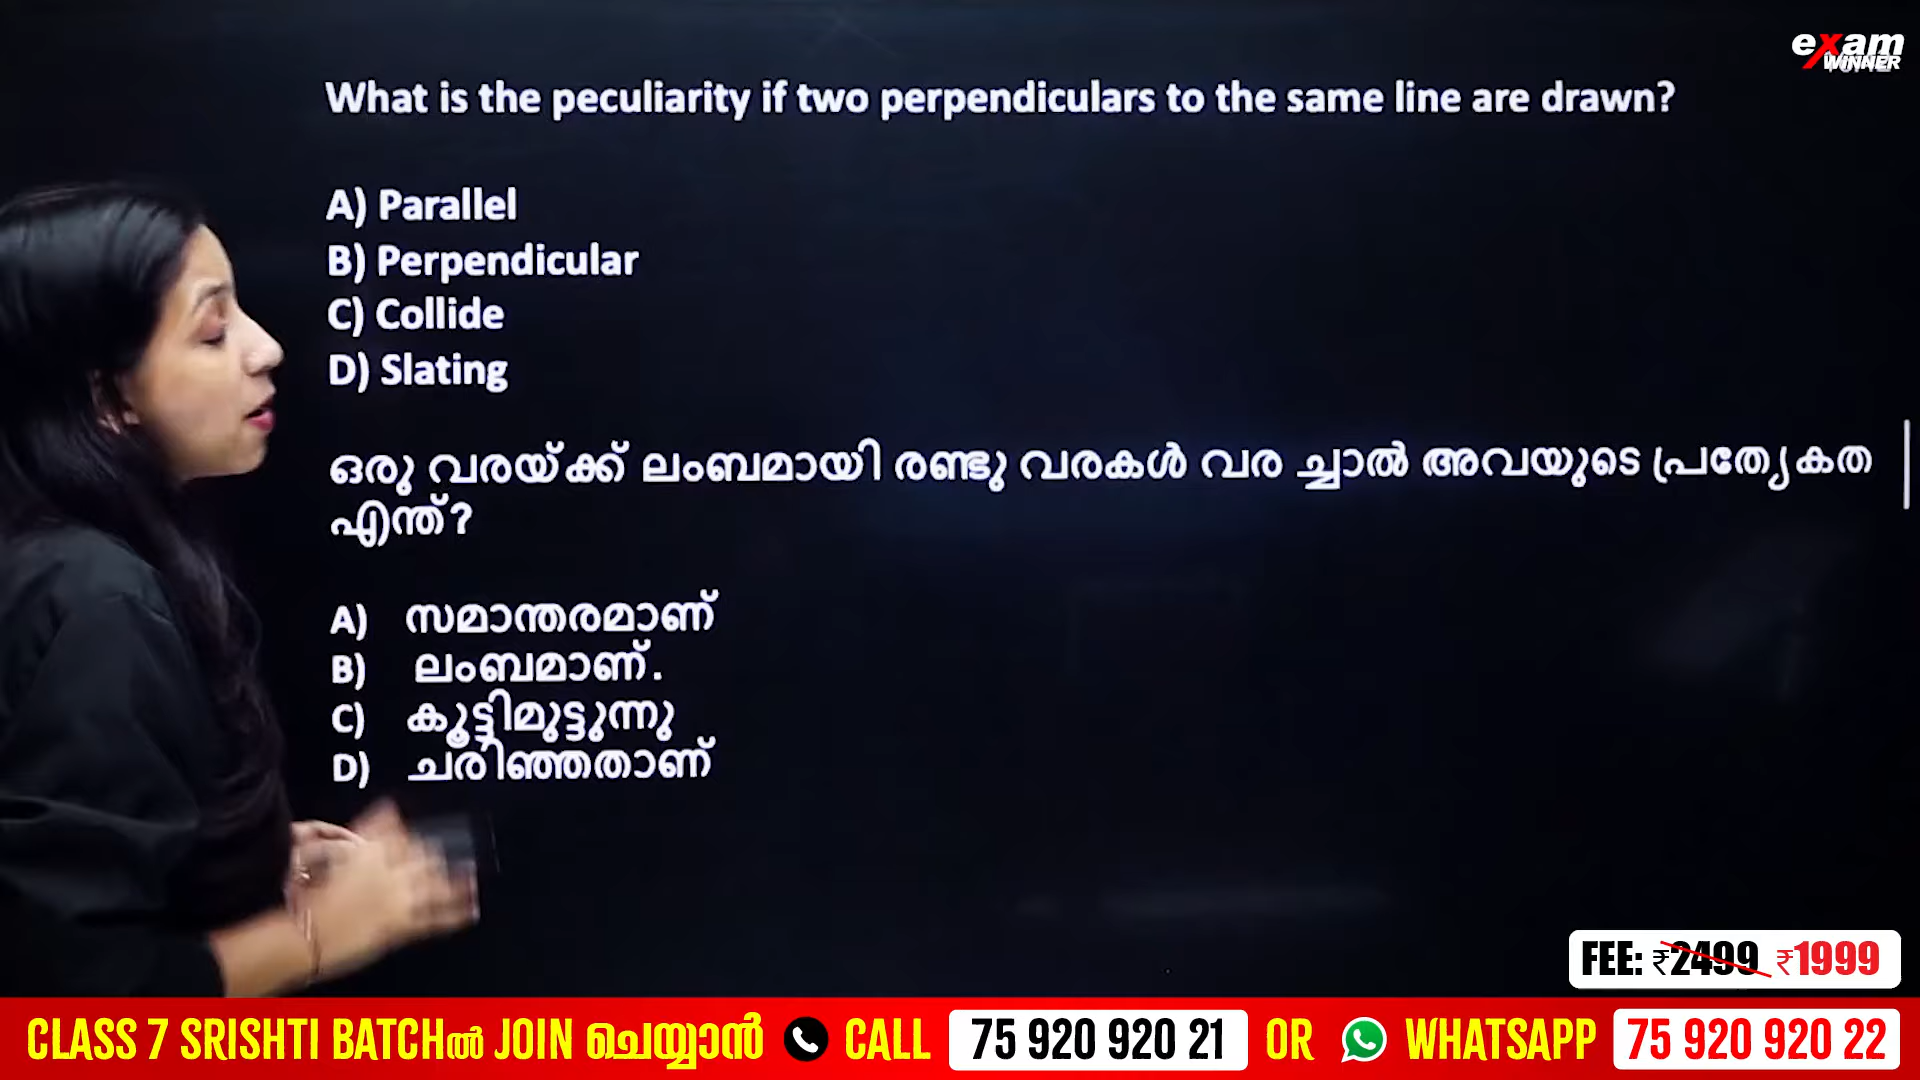 exam
WINNER
What is the peculiarity if two perpendiculars to the same line are drawn?
A) Parallel
B) Perpendicular
C) Collide
D) Slating
ഒരു വരയ്ക്ക് ലംബമായി രണ്ടു വരകൾ വര ച്ചാൽ അവയുടെ പ്രത്യേകത
എന്ത്?
A) സമാന്തരമാണ്
B) ലംബമാണ്.
C) കൂട്ടിമുട്ടുന്നു
D) ചരിഞ്ഞതാണ്
FEE: ₹2499 ₹1999
CLASS 7 SRISHTI BATCHൽ JOIN ചെയ്യാൻ CALL 75 920 920 21 OR WHATSAPP 75 920 920 22